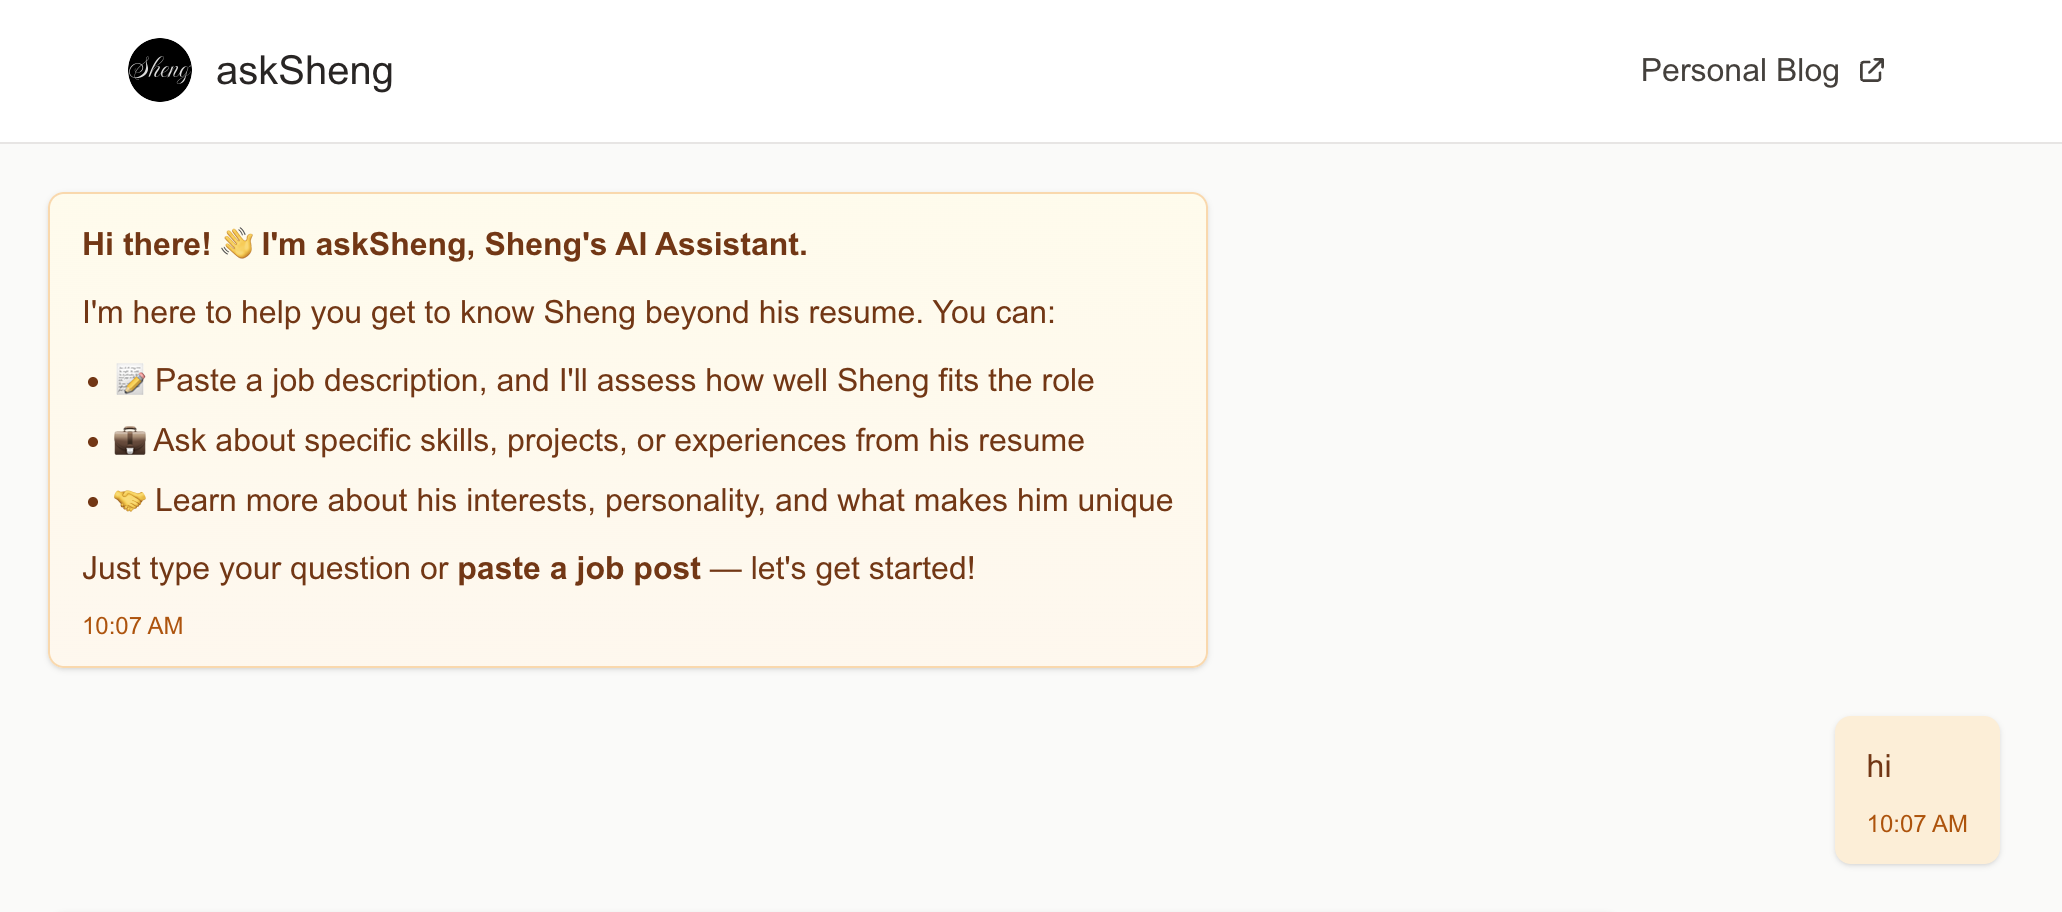 Sheng
askSheng
Personal Blog
Hi there! 👋 I'm askSheng, Sheng's AI Assistant.
I'm here to help you get to know Sheng beyond his resume. You can:
• 📝 Paste a job description, and I'll assess how well Sheng fits the role
• 💼 Ask about specific skills, projects, or experiences from his resume
• 🤝 Learn more about his interests, personality, and what makes him unique
Just type your question or paste a job post — let's get started!
10:07 AM
hi
10:07 AM